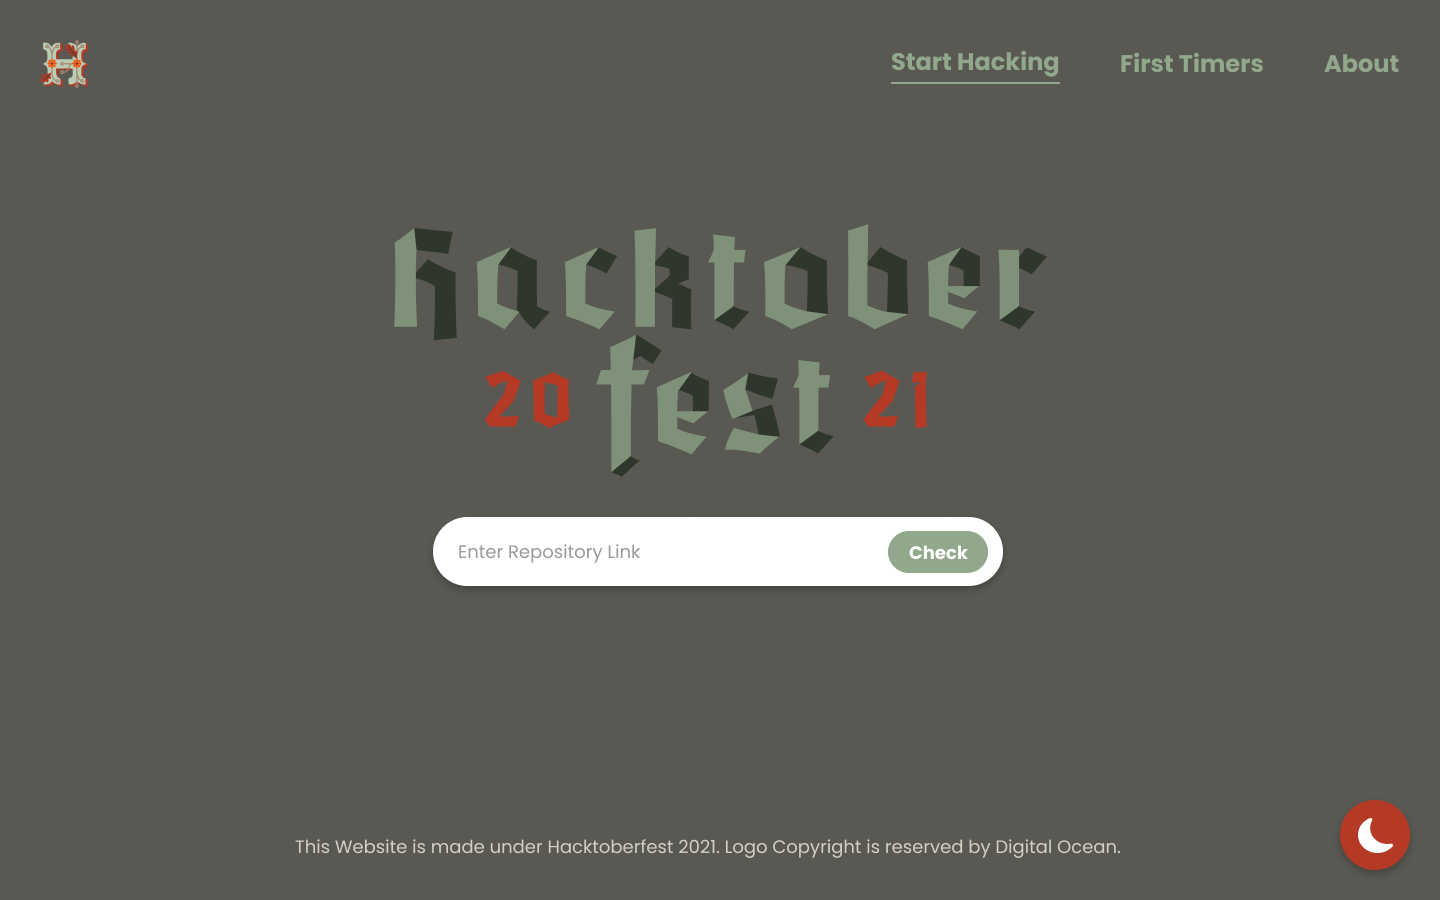 Start Hacking First Timers About
hacktober
20 fest 21
Enter Repository Link Check
This Website is made under Hacktoberfest 2021. Logo Copyright is reserved by Digital Ocean.